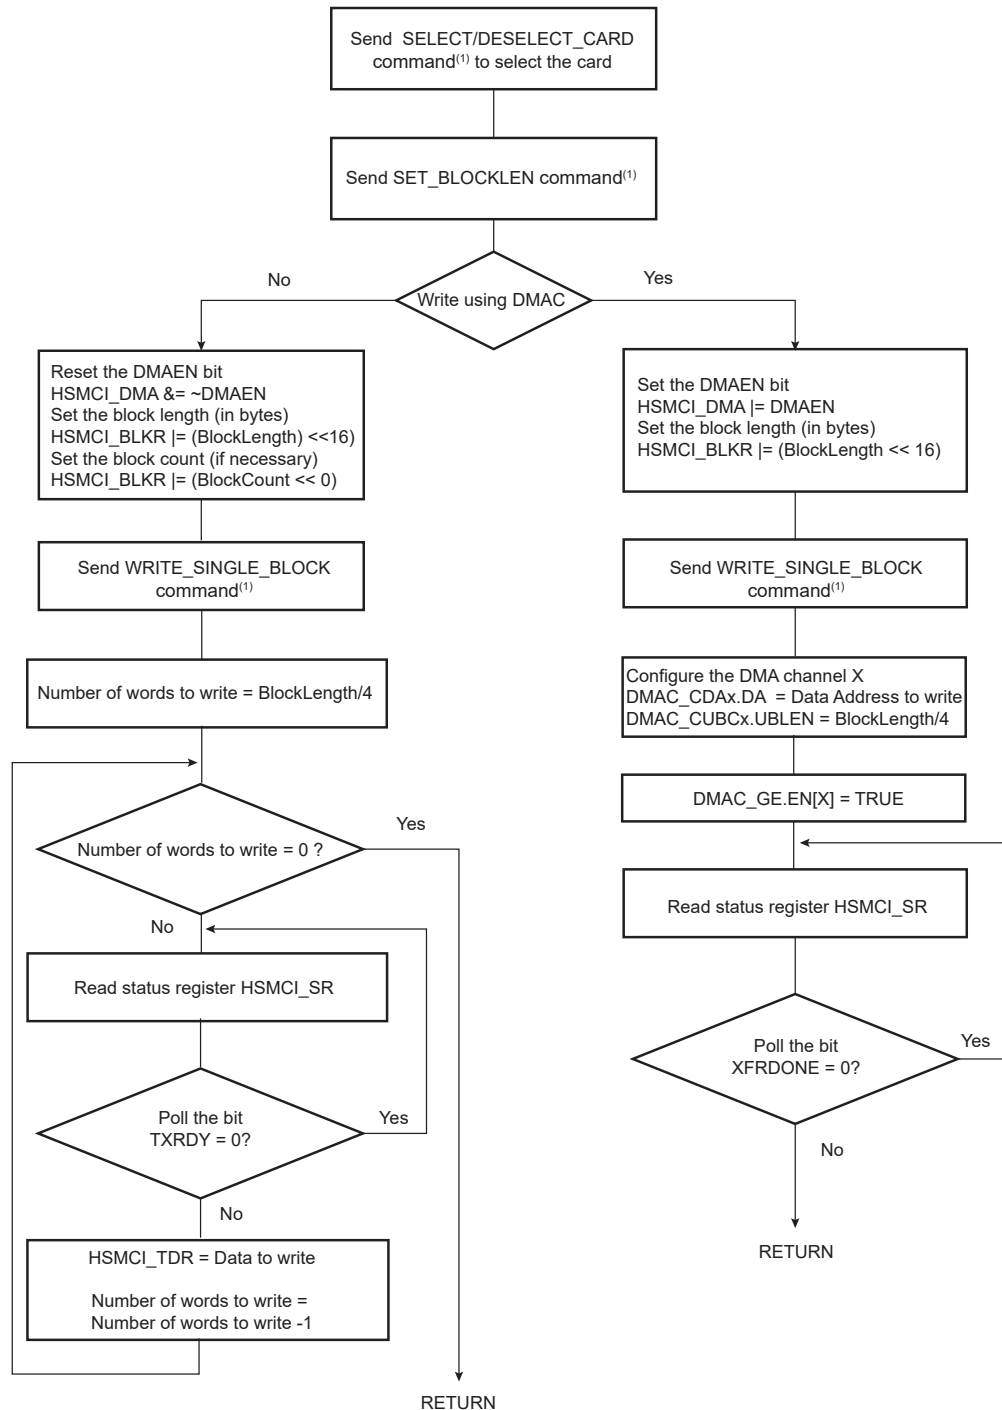 Send SELECT/DESELECT_CARD
command(1) to select the card
Send SET_BLOCKLEN command(1)
No
Yes
Write using DMAC
Reset the DMAEN bit
HSMCI_DMA &= ~DMAEN
Set the block length (in bytes)
HSMCI_BLKR |= (BlockLength) <<16)
Set the block count (if necessary)
HSMCI_BLKR |= (BlockCount << 0)
Send WRITE_SINGLE_BLOCK
command(1)
Number of words to write = BlockLength/4
Number of words to write = 0 ?
Yes
No
Read status register HSMCI_SR
Poll the bit
TXRDY = 0?
Yes
No
HSMCI_TDR = Data to write
Number of words to write =
Number of words to write -1
RETURN
Set the DMAEN bit
HSMCI_DMA |= DMAEN
Set the block length (in bytes)
HSMCI_BLKR |= (BlockLength << 16)
Send WRITE_SINGLE_BLOCK
command(1)
Configure the DMA channel X
DMAC_CDAx.DA = Data Address to write
DMAC_CUBCx.UBLEN = BlockLength/4
DMAC_GE.EN[X] = TRUE
Read status register HSMCI_SR
Poll the bit
XFRDONE = 0?
Yes
No
RETURN